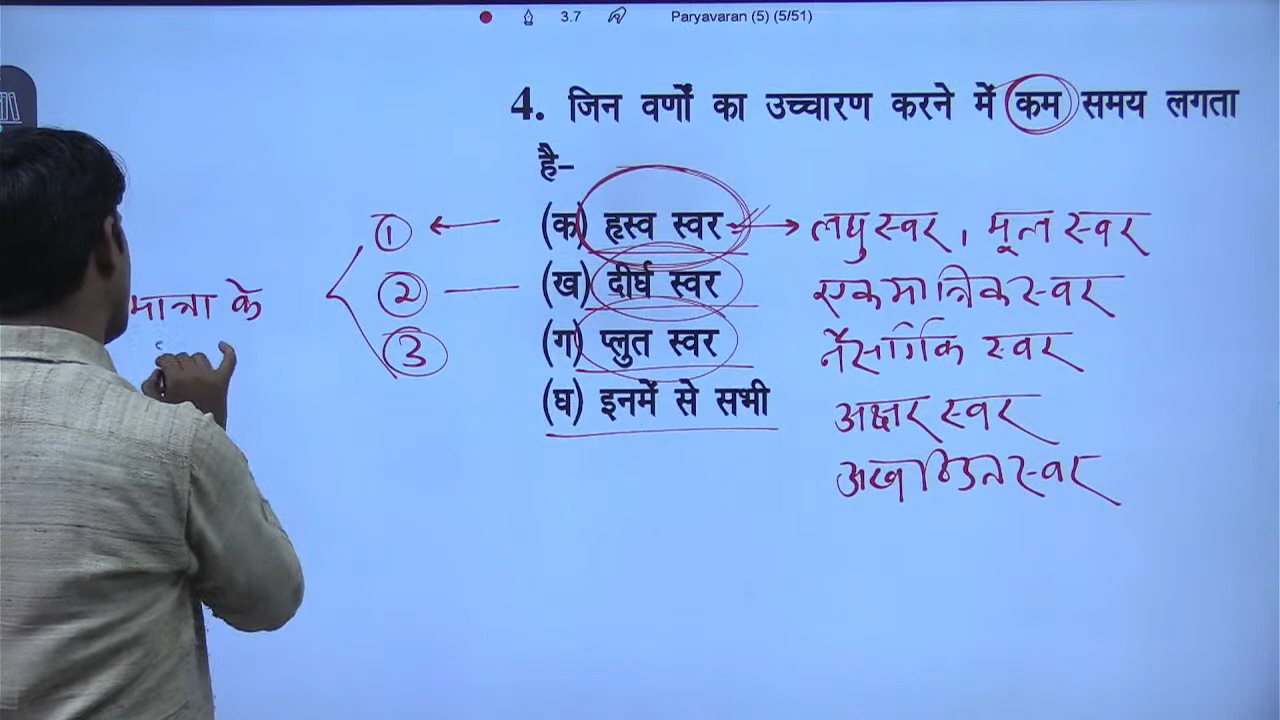 3.7 Paryavaran (5) (5/51)
4. जिन वर्णों का उच्चारण करने में कम समय लगता
है–
① (क) हृस्व स्वर लघु स्वर, मूल स्वर
② (ख) दीर्घ स्वर एकमात्रिक स्वर
मात्रा के
③ (ग) प्लुत स्वर नैसर्गिक स्वर
(घ) इनमें से सभी अक्षर स्वर
अखण्डित स्वर